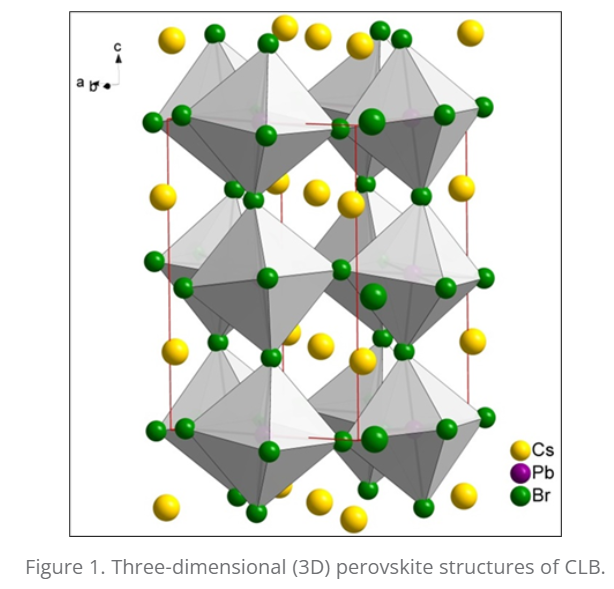 c
a b
Cs
Pb
Br
Figure 1. Three-dimensional (3D) perovskite structures of CLB.